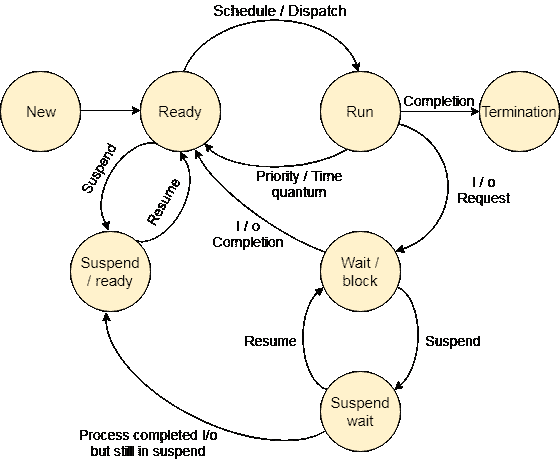 Schedule / Dispatch
New
Ready
Run
Completion
Termination
Suspend
Resume
Priority / Time
quantum
I / o
Request
I / o
Completion
Suspend
/ ready
Wait /
block
Resume
Suspend
Suspend
wait
Process completed I/o
but still in suspend